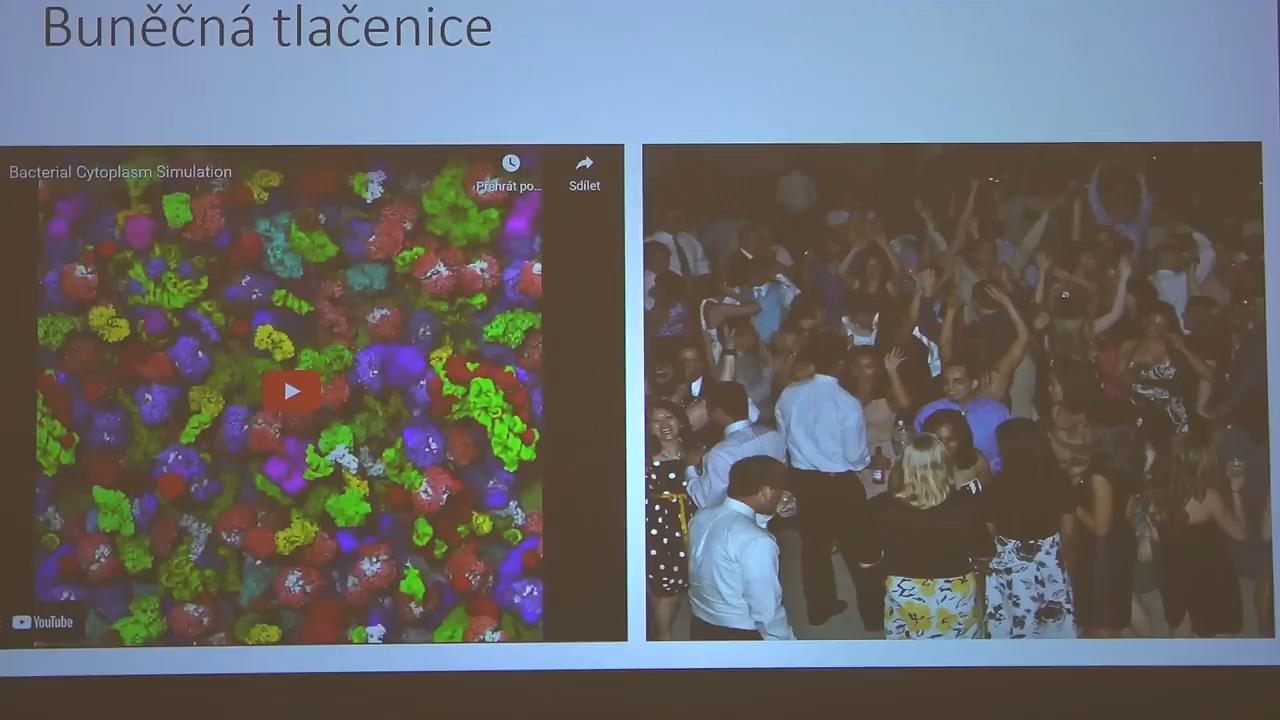 Buněčná tlačenice
Bacterial Cytoplasm Simulation
Přehrát po...
Sdílet
YouTube